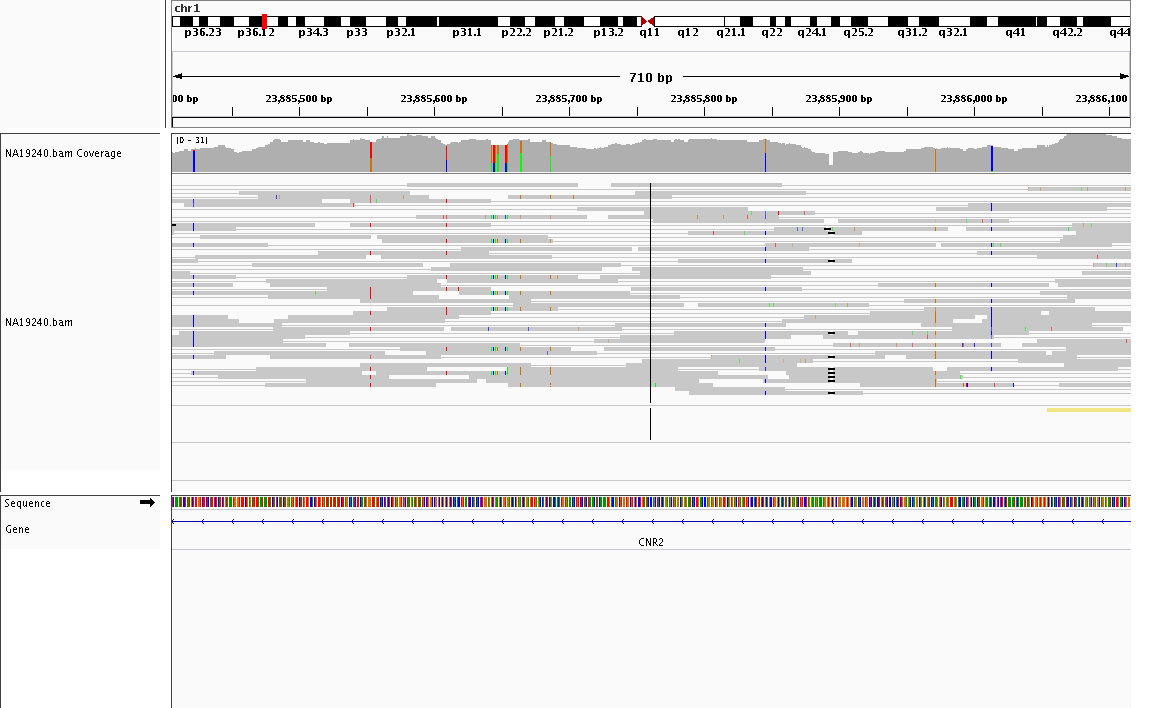 chr1
p36.23 p36.12 p34.3 p33 p32.1 p31.1 p22.2 p21.2 p13.2 q11 q12 q21.1 q22 q24.1 q25.2 q31.2 q32.1 q41 q42.2 q44
710 bp
00 bp 23,885,500 bp 23,885,600 bp 23,885,700 bp 23,885,800 bp 23,885,900 bp 23,886,000 bp 23,886,100
[0 - 31]
NA19240.bam Coverage
NA19240.bam
Sequence
Gene
CNR2